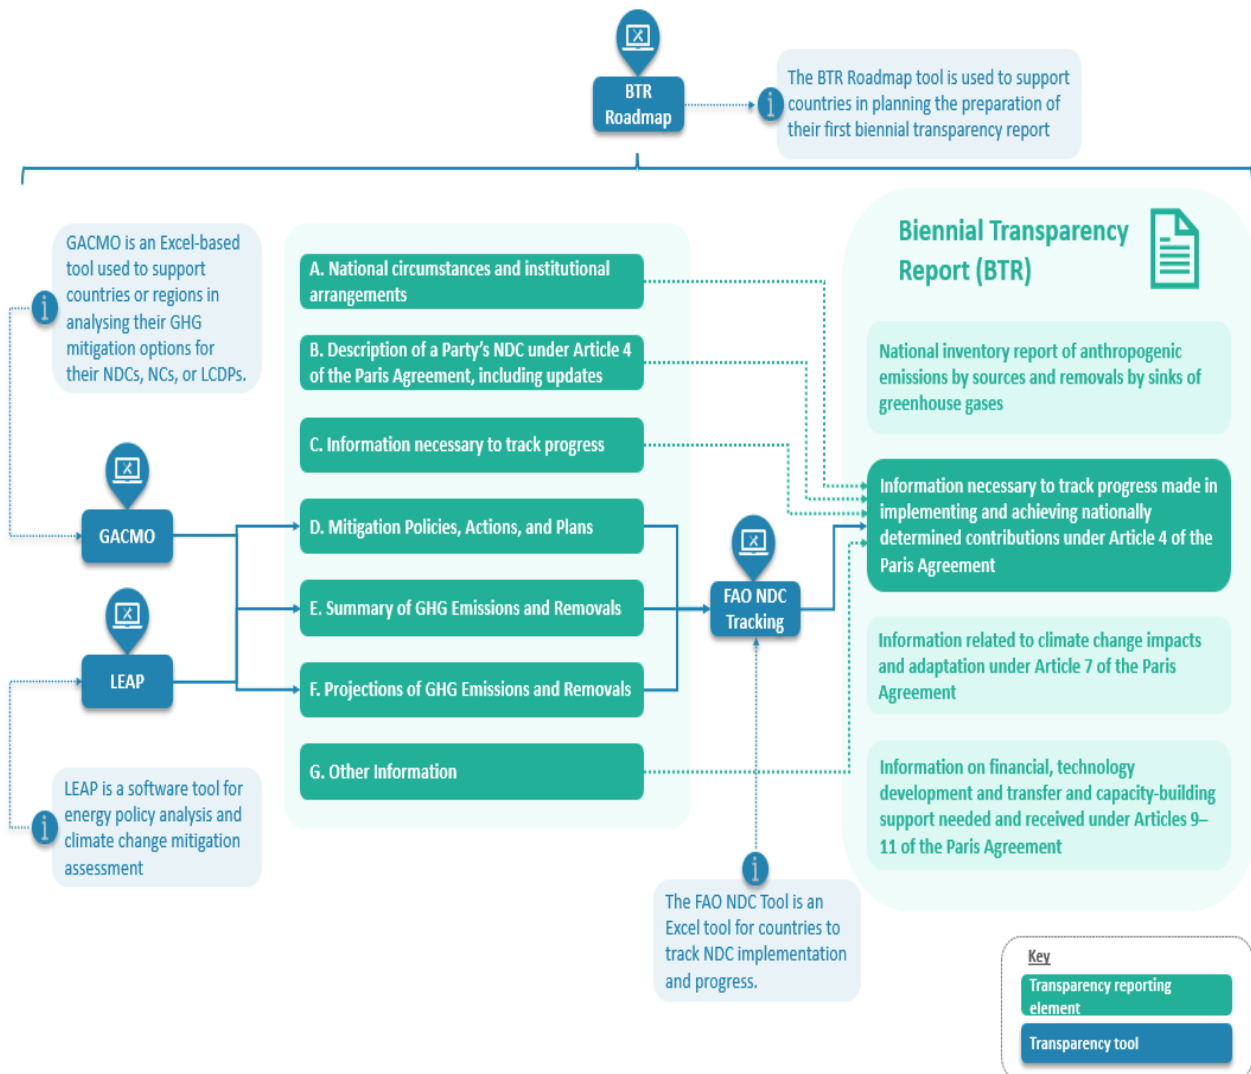 BTR
Roadmap
The BTR Roadmap tool is used to support
countries in planning the preparation of
their first biennial transparency report
GACMO is an Excel-based
tool used to support
countries or regions in
analysing their GHG
mitigation options for
their NDCs, NCs, or LCDPs.
GACMO
LEAP
LEAP is a software tool for
energy policy analysis and
climate change mitigation
assessment
A. National circumstances and institutional
arrangements
B. Description of a Party's NDC under Article 4
of the Paris Agreement, including updates
C. Information necessary to track progress
D. Mitigation Policies, Actions, and Plans
E. Summary of GHG Emissions and Removals
F. Projections of GHG Emissions and Removals
G. Other Information
FAO NDC
Tracking
The FAO NDC Tool is an
Excel tool for countries to
track NDC implementation
and progress.
Biennial Transparency
Report (BTR)
National inventory report of anthropogenic
emissions by sources and removals by sinks of
greenhouse gases
Information necessary to track progress made in
implementing and achieving nationally
determined contributions under Article 4 of the
Paris Agreement
Information related to climate change impacts
and adaptation under Article 7 of the Paris
Agreement
Information on financial, technology
development and transfer and capacity-building
support needed and received under Articles 9–
11 of the Paris Agreement
Key
Transparency reporting
element
Transparency tool